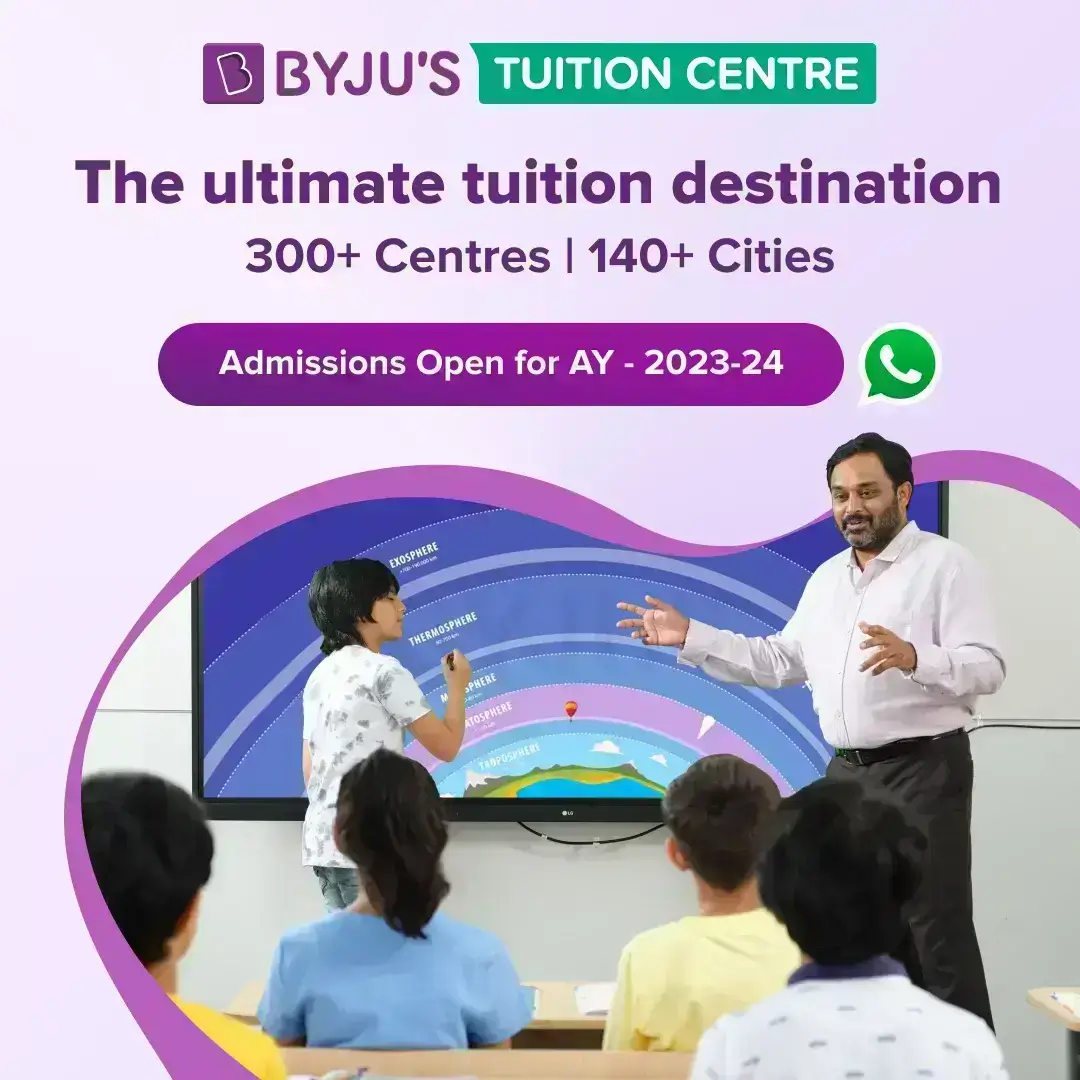 BYJU'S TUITION CENTRE
The ultimate tuition destination
300+ Centres | 140+ Cities
Admissions Open for AY - 2023-24
EXOSPHERE
THERMOSPHERE
TROPOSPHERE
LG